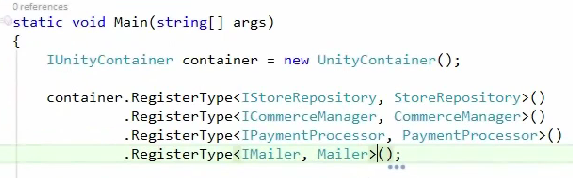 0 references
static void Main(string[] args)
{
IUnityContainer container = new UnityContainer();
container.RegisterType<IStoreRepository, StoreRepository>()
.RegisterType<ICommerceManager, CommerceManager>()
.RegisterType<IPaymentProcessor, PaymentProcessor>()
.RegisterType<IMailer, Mailer>();